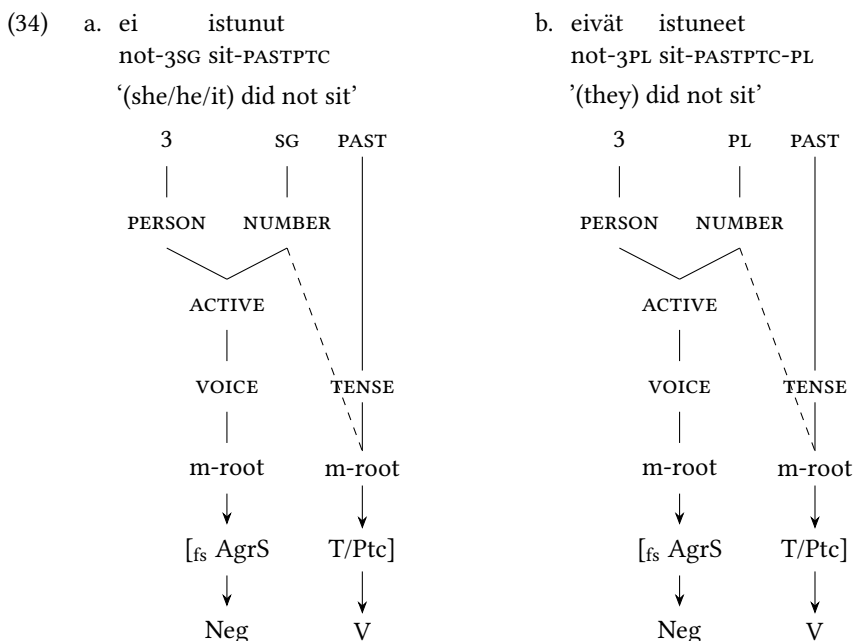 (34) a. ei istunut
not-3SG sit-PASTPTC
‘(she/he/it) did not sit’
3 SG PAST
PERSON NUMBER
ACTIVE
VOICE TENSE
m-root m-root
[fs AgrS T/Ptc]
Neg V
b. eivät istuneet
not-3PL sit-PASTPTC-PL
’(they) did not sit’
3 PL PAST
PERSON NUMBER
ACTIVE
VOICE TENSE
m-root m-root
[fs AgrS T/Ptc]
Neg V